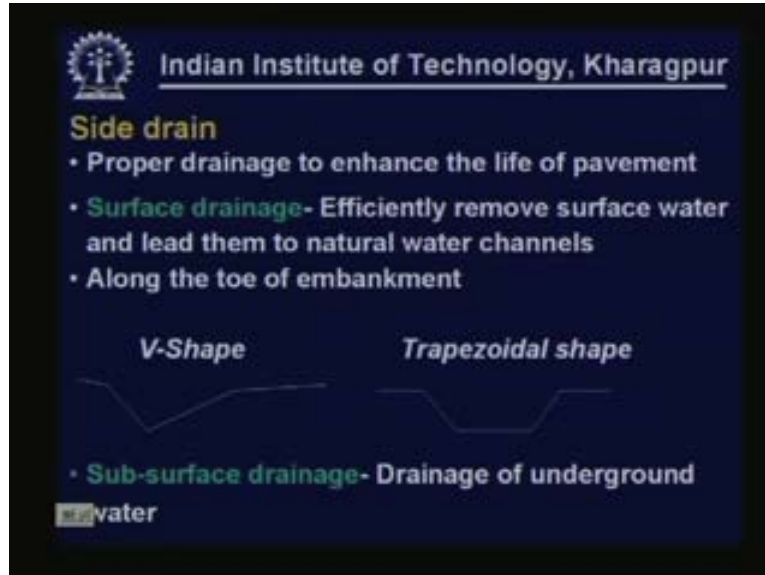 Indian Institute of Technology, Kharagpur
Side drain
• Proper drainage to enhance the life of pavement
• Surface drainage- Efficiently remove surface water
and lead them to natural water channels
• Along the toe of embankment
V-Shape Trapezoidal shape
• Sub-surface drainage- Drainage of underground
water